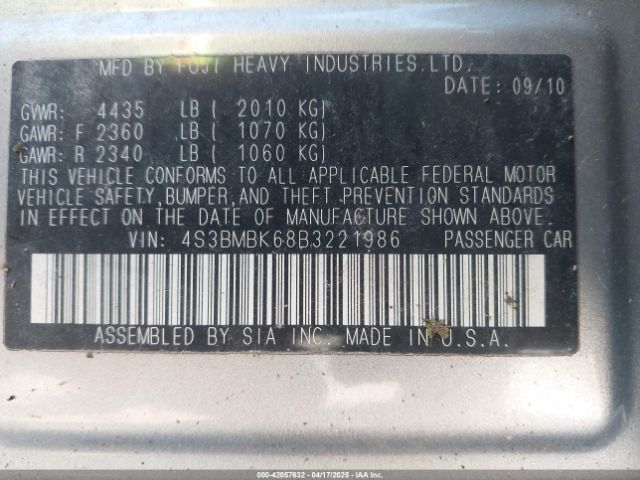 MFD BY FUJI HEAVY INDUSTRIES.LTD.
DATE: 09/10
GVWR: 4435 LB ( 2010 KG)
GAWR: F 2360 LB ( 1070 KG)
GAWR: R 2340 LB ( 1060 KG)
THIS VEHICLE CONFORMS TO ALL APPLICABLE FEDERAL MOTOR
VEHICLE SAFETY,BUMPER,AND THEFT PREVENTION STANDARDS
IN EFFECT ON THE DATE OF MANUFACTURE SHOWN ABOVE.
VIN: 4S3BMBK68B3221986 PASSENGER CAR
ASSEMBLED BY SIA INC. MADE IN U.S.A.
000-42057632 - 04/17/2025 - IAAI.COM